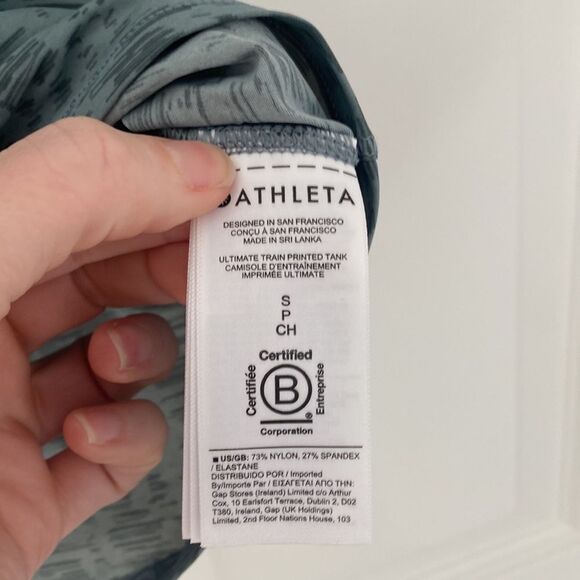 ATHLETA
DESIGNED IN SAN FRANCISCO
CONÇU À SAN FRANCISCO
MADE IN SRI LANKA
ULTIMATE TRAIN PRINTED TANK
CAMISOLE D'ENTRAÎNEMENT
IMPRIMÉE ULTIMATE
S
P
CH
Certified
Certifiée
B
®
Entreprise
Corporation
■ US/GB: 73% NYLON, 27% SPANDEX
/ ELASTANE
DISTRIBUIDO POR / Imported
By/Importe Par / ΕΙΣΑΓΕΤΑΙ ΑΠΟ ΤΗΝ:
Gap Stores (Ireland) Limited c/o Arthur
Cox, 10 Earlsfort Terrace, Dublin 2, D02
T380, Ireland, Gap (UK Holdings)
Limited, 2nd Floor Nations House, 103